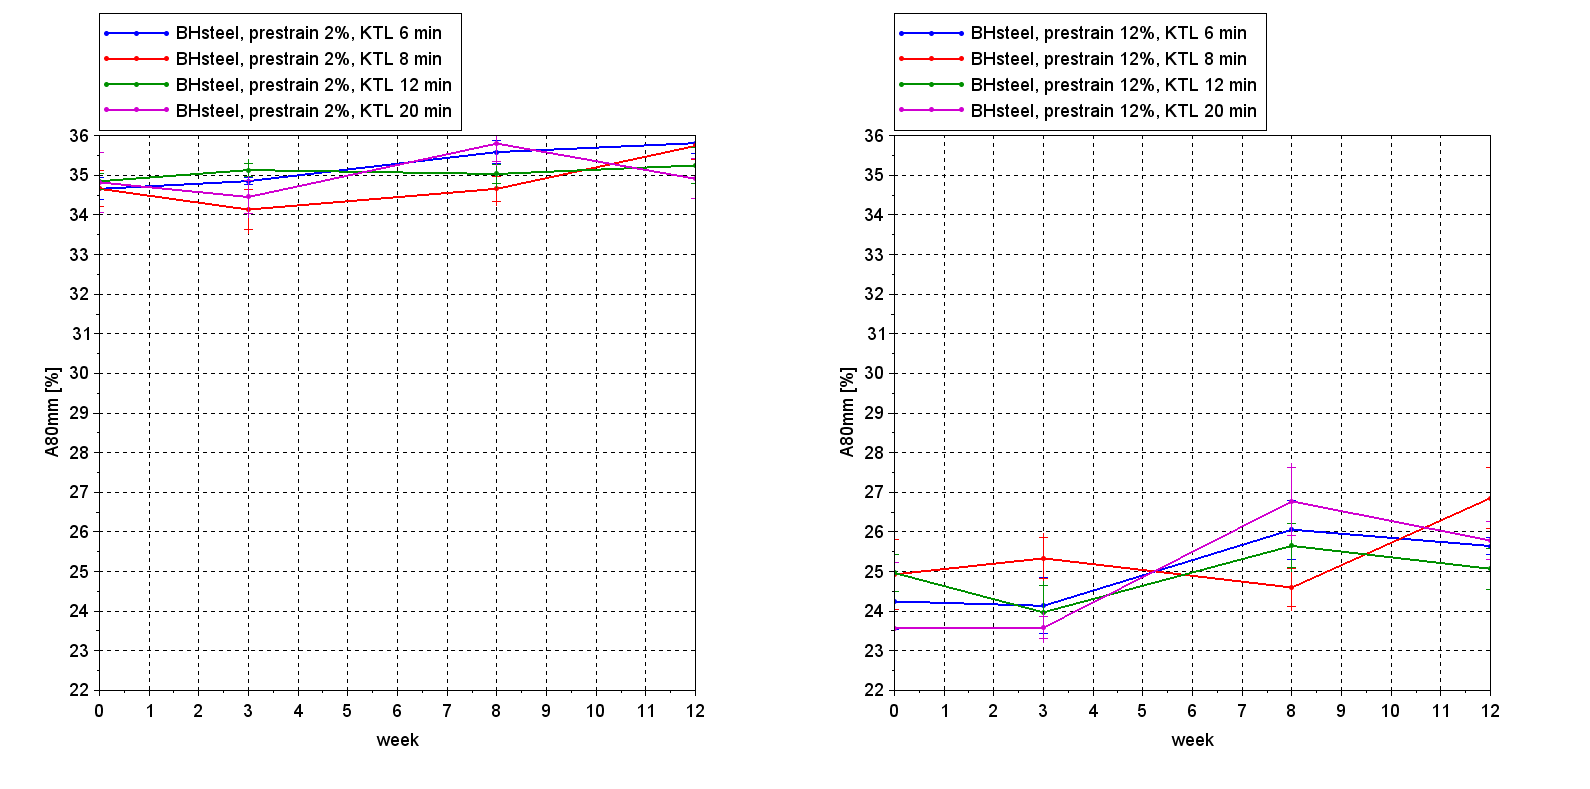 BHsteel, prestrain 2%, KTL 6 min
BHsteel, prestrain 2%, KTL 8 min
BHsteel, prestrain 2%, KTL 12 min
BHsteel, prestrain 2%, KTL 20 min
36
35
34
33
32
31
30
29
28
27
26
25
24
23
22
A80mm [%]
0 1 2 3 4 5 6 7 8 9 10 11 12
week
BHsteel, prestrain 12%, KTL 6 min
BHsteel, prestrain 12%, KTL 8 min
BHsteel, prestrain 12%, KTL 12 min
BHsteel, prestrain 12%, KTL 20 min
36
35
34
33
32
31
30
29
28
27
26
25
24
23
22
A80mm [%]
0 1 2 3 4 5 6 7 8 9 10 11 12
week